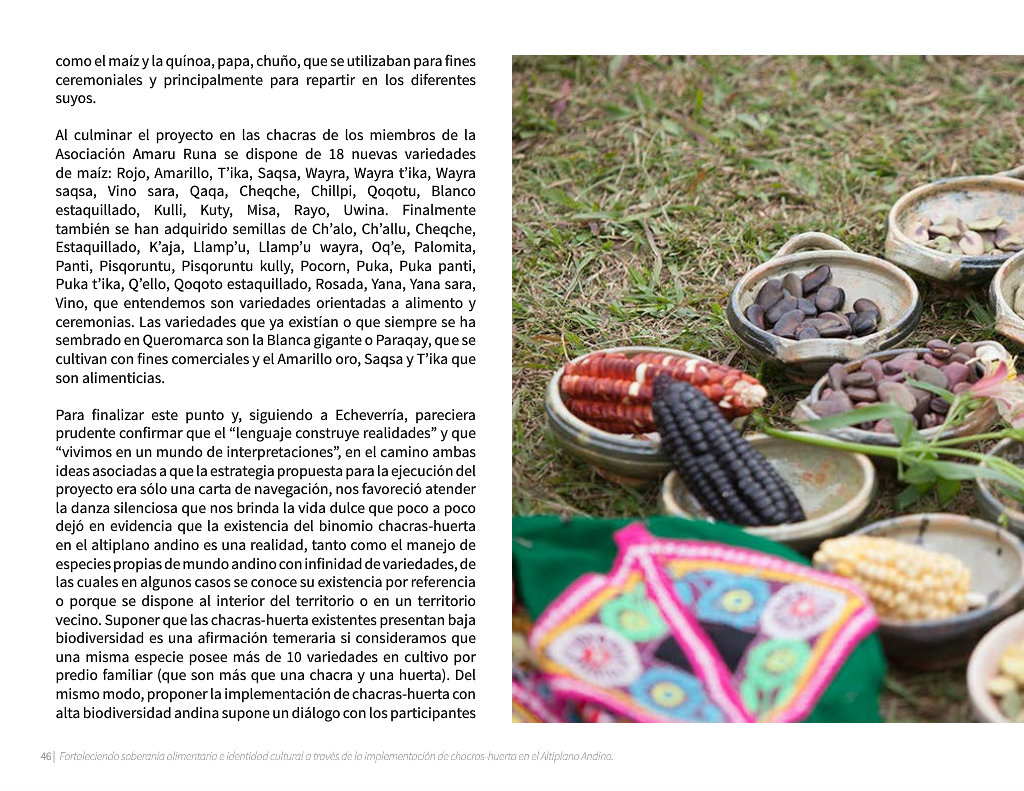 como el maíz y la quínoa, papa, chuño, que se utilizaban para fines
ceremoniales y principalmente para repartir en los diferentes
suyos.
Al culminar el proyecto en las chacras de los miembros de la
Asociación Amaru Runa se dispone de 18 nuevas variedades
de maíz: Rojo, Amarillo, T’ika, Saqsa, Wayra, Wayra t’ika, Wayra
saqsa, Vino sara, Qaqa, Cheqche, Chillpi, Qoqotu, Blanco
estaquillado, Kulli, Kuty, Misa, Rayo, Uwina. Finalmente
también se han adquirido semillas de Ch’alo, Ch’allu, Cheqche,
Estaquillado, K’aja, Llamp’u, Llamp’u wayra, Oq’e, Palomita,
Panti, Pisqoruntu, Pisqoruntu kully, Pocorn, Puka, Puka panti,
Puka t’ika, Q’ello, Qoqoto estaquillado, Rosada, Yana, Yana sara,
Vino, que entendemos son variedades orientadas a alimento y
ceremonias. Las variedades que ya existían o que siempre se ha
sembrado en Queromarca son la Blanca gigante o Paraqay, que se
cultivan con fines comerciales y el Amarillo oro, Saqsa y T’ika que
son alimenticias.
Para finalizar este punto y, siguiendo a Echeverría, pareciera
prudente confirmar que el “lenguaje construye realidades” y que
“vivimos en un mundo de interpretaciones”, en el camino ambas
ideas asociadas a que la estrategia propuesta para la ejecución del
proyecto era sólo una carta de navegación, nos favoreció atender
la danza silenciosa que nos brinda la vida dulce que poco a poco
dejó en evidencia que la existencia del binomio chacras-huerta
en el altiplano andino es una realidad, tanto como el manejo de
especies propias de mundo andino con infinidad de variedades, de
las cuales en algunos casos se conoce su existencia por referencia
o porque se dispone al interior del territorio o en un territorio
vecino. Suponer que las chacras-huerta existentes presentan baja
biodiversidad es una afirmación temeraria si consideramos que
una misma especie posee más de 10 variedades en cultivo por
predio familiar (que son más que una chacra y una huerta). Del
mismo modo, proponer la implementación de chacras-huerta con
alta biodiversidad andina supone un diálogo con los participantes
46| Fortaleciendo soberanía alimentaria e identidad cultural a través de la implementación de chacras-huerta en el Altiplano Andino.